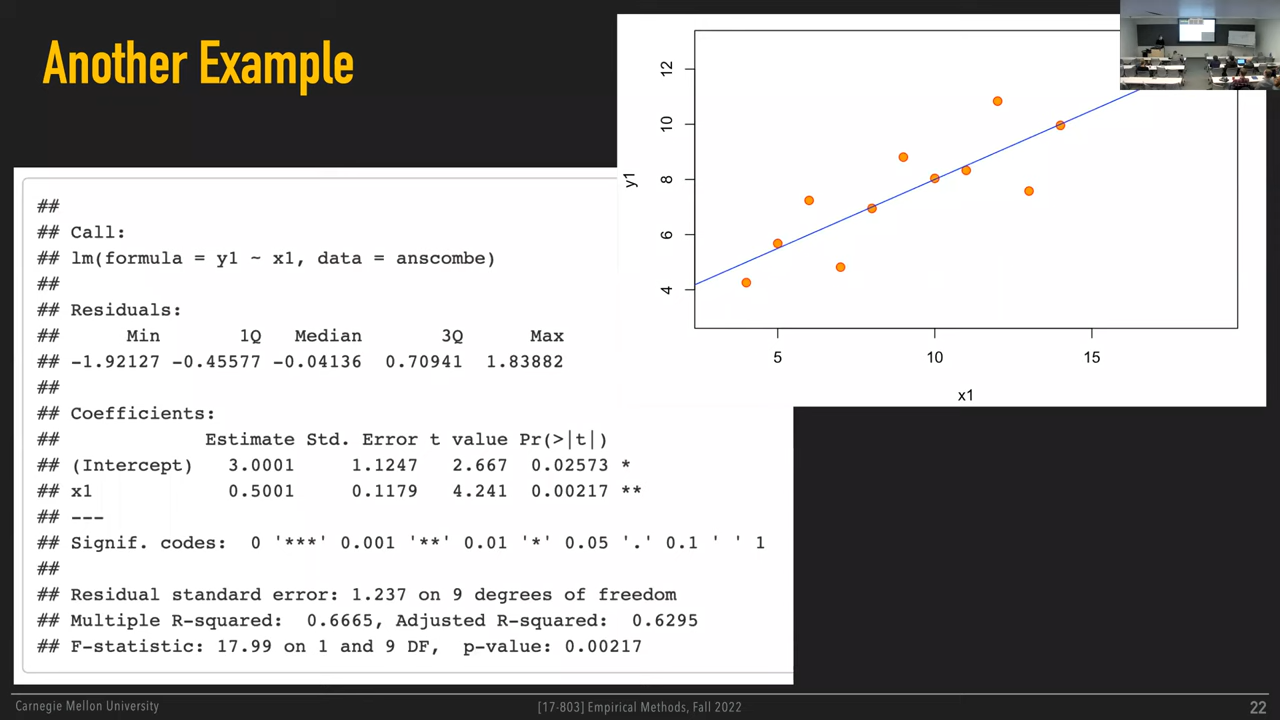 Another Example
##
## Call:
## lm(formula = y1 ~ x1, data = anscombe)
##
## Residuals:
##      Min       1Q   Median       3Q      Max
## -1.92127 -0.45577 -0.04136  0.70941  1.83882
##
## Coefficients:
##             Estimate Std. Error t value Pr(>|t|)
## (Intercept)   3.0001     1.1247   2.667  0.02573 *
## x1            0.5001     0.1179   4.241  0.00217 **
## ---
## Signif. codes:  0 '***' 0.001 '**' 0.01 '*' 0.05 '.' 0.1 ' ' 1
##
## Residual standard error: 1.237 on 9 degrees of freedom
## Multiple R-squared:  0.6665, Adjusted R-squared:  0.6295
## F-statistic: 17.99 on 1 and 9 DF,  p-value: 0.00217
12
10
8
6
4
y1
5 10 15
x1
Carnegie Mellon University
[17-803] Empirical Methods, Fall 2022
22